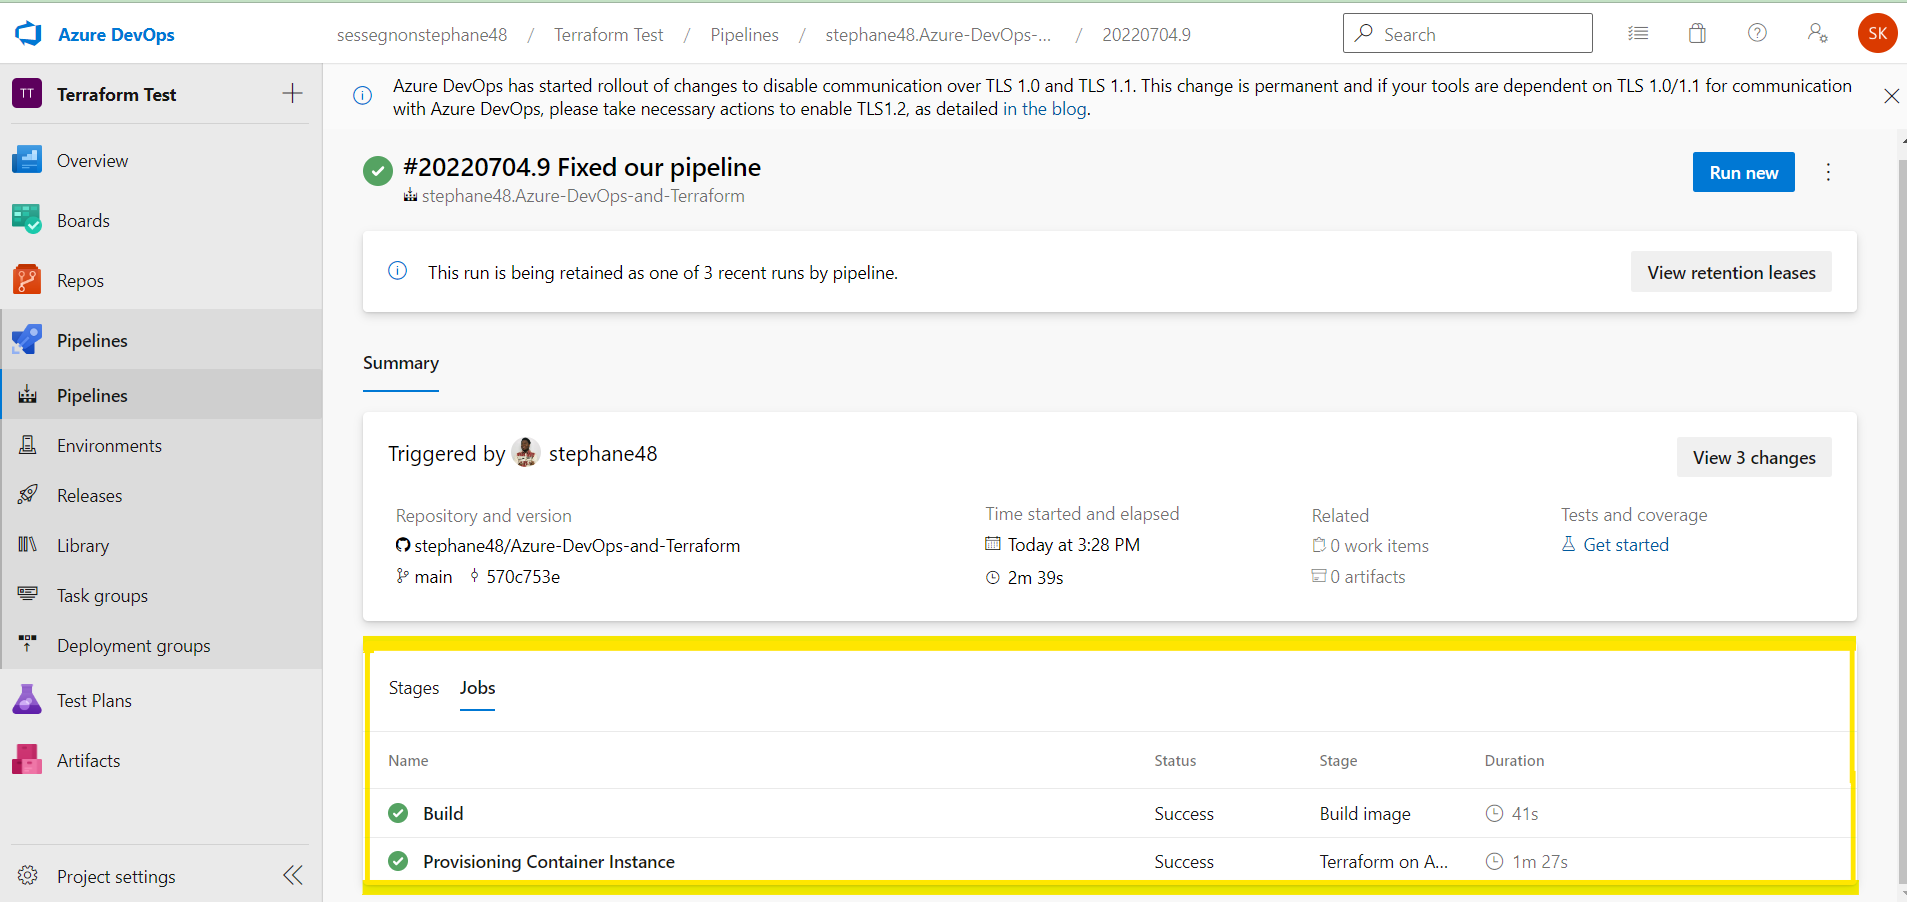 Azure DevOps
sessegnonstephane48 / Terraform Test / Pipelines / stephane48.Azure-DevOps-... / 20220704.9
Search
SK
TT Terraform Test
Overview
Boards
Repos
Pipelines
Pipelines
Environments
Releases
Library
Task groups
Deployment groups
Test Plans
Artifacts
Project settings
Azure DevOps has started rollout of changes to disable communication over TLS 1.0 and TLS 1.1. This change is permanent and if your tools are dependent on TLS 1.0/1.1 for communication
with Azure DevOps, please take necessary actions to enable TLS1.2, as detailed in the blog.
#20220704.9 Fixed our pipeline
stephane48.Azure-DevOps-and-Terraform
Run new
This run is being retained as one of 3 recent runs by pipeline.
View retention leases
Summary
Triggered by stephane48
View 3 changes
Repository and version
stephane48/Azure-DevOps-and-Terraform
main 570c753e
Time started and elapsed
Today at 3:28 PM
2m 39s
Related
0 work items
0 artifacts
Tests and coverage
Get started
Stages Jobs
Name Status Stage Duration
Build Success Build image 41s
Provisioning Container Instance Success Terraform on A... 1m 27s